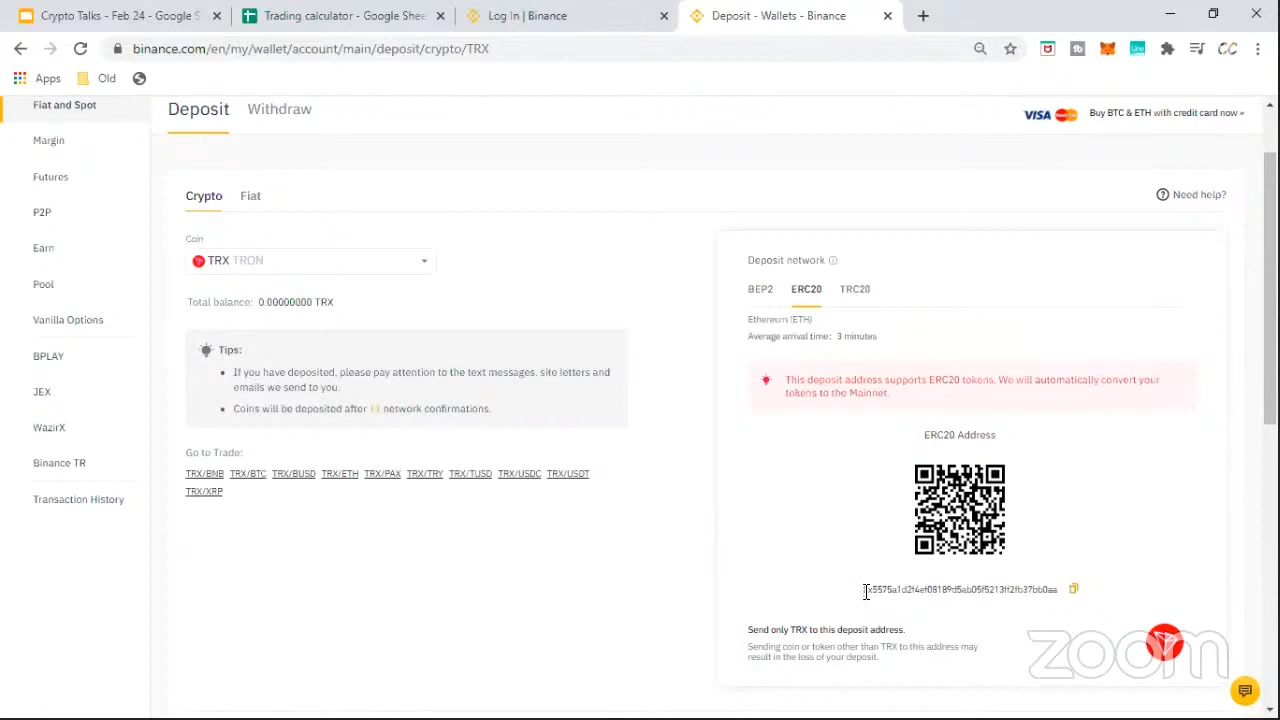 Crypto Talks - Feb 24 - Google S
Trading calculator - Google She
Log In | Binance
Deposit - Wallets - Binance
binance.com/en/my/wallet/account/main/deposit/crypto/TRX
Apps
Old
Fiat and Spot
Margin
Futures
P2P
Earn
Pool
Vanilla Options
BPLAY
JEX
WazirX
Binance TR
Transaction History
Deposit Withdraw
VISA Buy BTC & ETH with credit card now »
Crypto Fiat
Need help?
Coin
TRX TRON
Total balance: 0.00000000 TRX
Tips:
• If you have deposited, please pay attention to the text messages, site letters and
emails we send to you.
• Coins will be deposited after network confirmations.
Go to Trade:
TRX/BNB TRX/BTC TRX/BUSD TRX/ETH TRX/PAX TRX/TRY TRX/TUSD TRX/USDC TRX/USDT
TRX/XRP
Deposit network
BEP2 ERC20 TRC20
Ethereum (ETH)
Average arrival time: 3 minutes
This deposit address supports ERC20 tokens. We will automatically convert your
tokens to the Mainnet.
ERC20 Address
Send only TRX to this deposit address.
Sending coin or token other than TRX to this address may
result in the loss of your deposit.
zoom